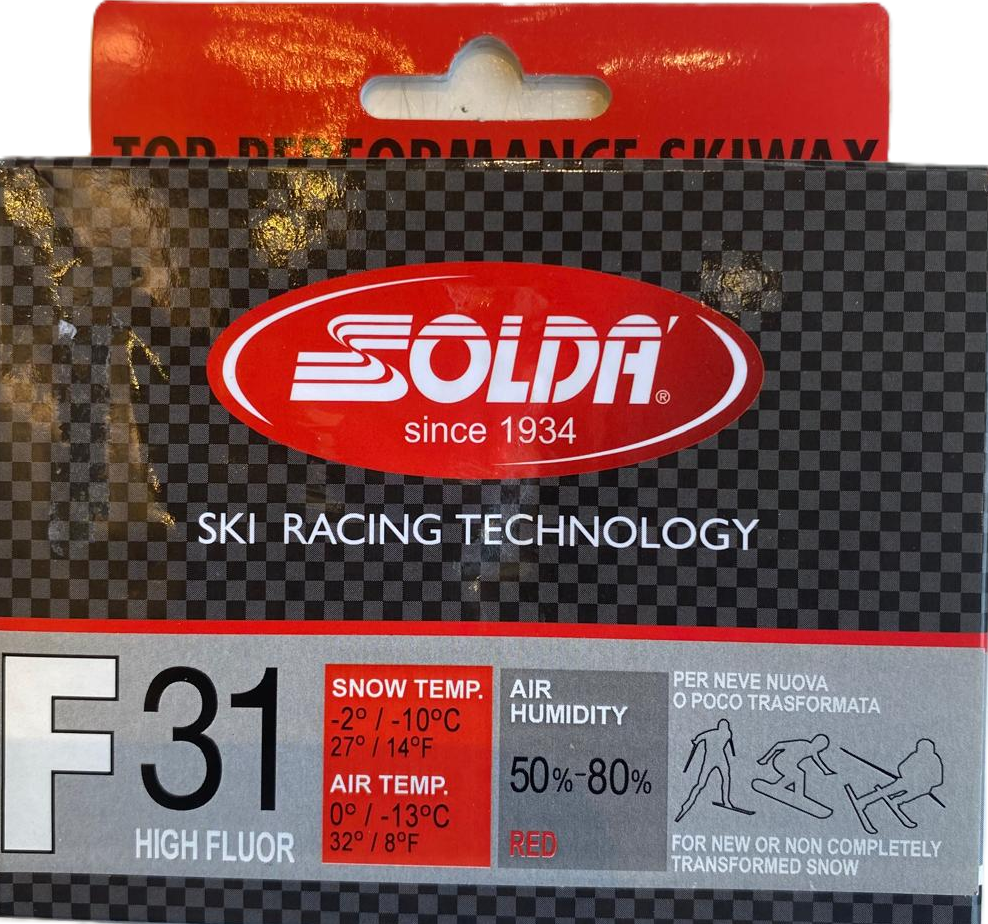 TOP PERFORMANCE SKIWAX
SOLDA'®
since 1934
SKI RACING TECHNOLOGY
F 31
HIGH FLUOR
SNOW TEMP.
-2° / -10°C
27° / 14°F
AIR TEMP.
0° / -13°C
32° / 8°F
AIR
HUMIDITY
50%-80%
RED
PER NEVE NUOVA
O POCO TRASFORMATA
FOR NEW OR NON COMPLETELY
TRANSFORMED SNOW